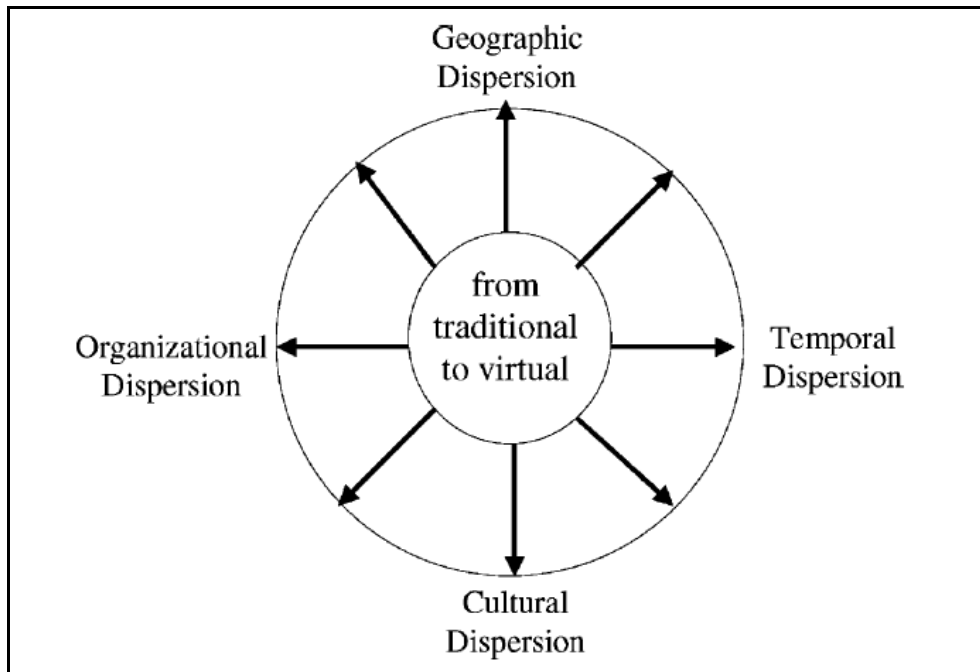 Geographic
Dispersion
from
traditional
to virtual
Organizational
Dispersion
Temporal
Dispersion
Cultural
Dispersion